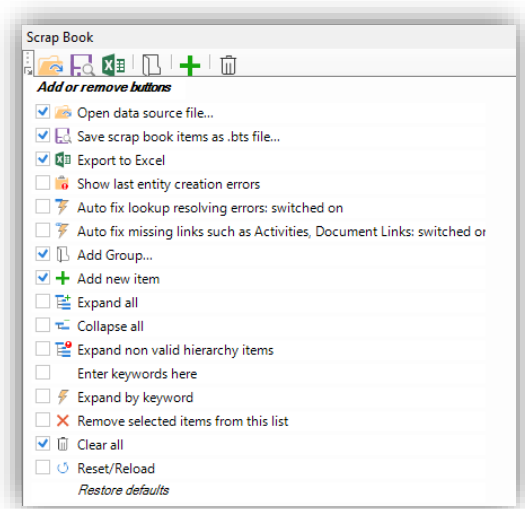 Scrap Book
Add or remove buttons
Open data source file...
Save scrap book items as .bts file...
Export to Excel
Show last entity creation errors
Auto fix lookup resolving errors: switched on
Auto fix missing links such as Activities, Document Links: switched or
Add Group...
Add new item
Expand all
Collapse all
Expand non valid hierarchy items
Enter keywords here
Expand by keyword
Remove selected items from this list
Clear all
Reset/Reload
Restore defaults